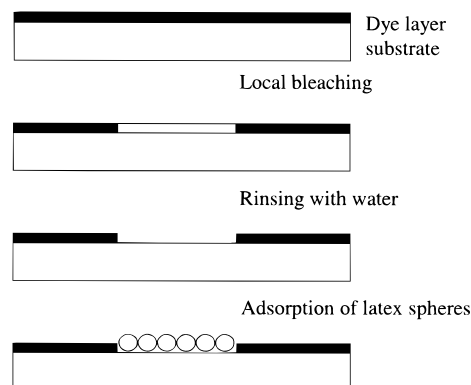 Dye layer
substrate
Local bleaching
Rinsing with water
Adsorption of latex spheres